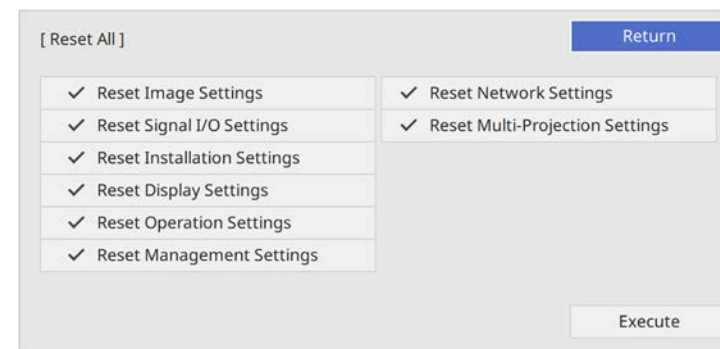 [ Reset All ]
Return
Reset Image Settings
Reset Signal I/O Settings
Reset Installation Settings
Reset Display Settings
Reset Operation Settings
Reset Management Settings
Reset Network Settings
Reset Multi-Projection Settings
Execute